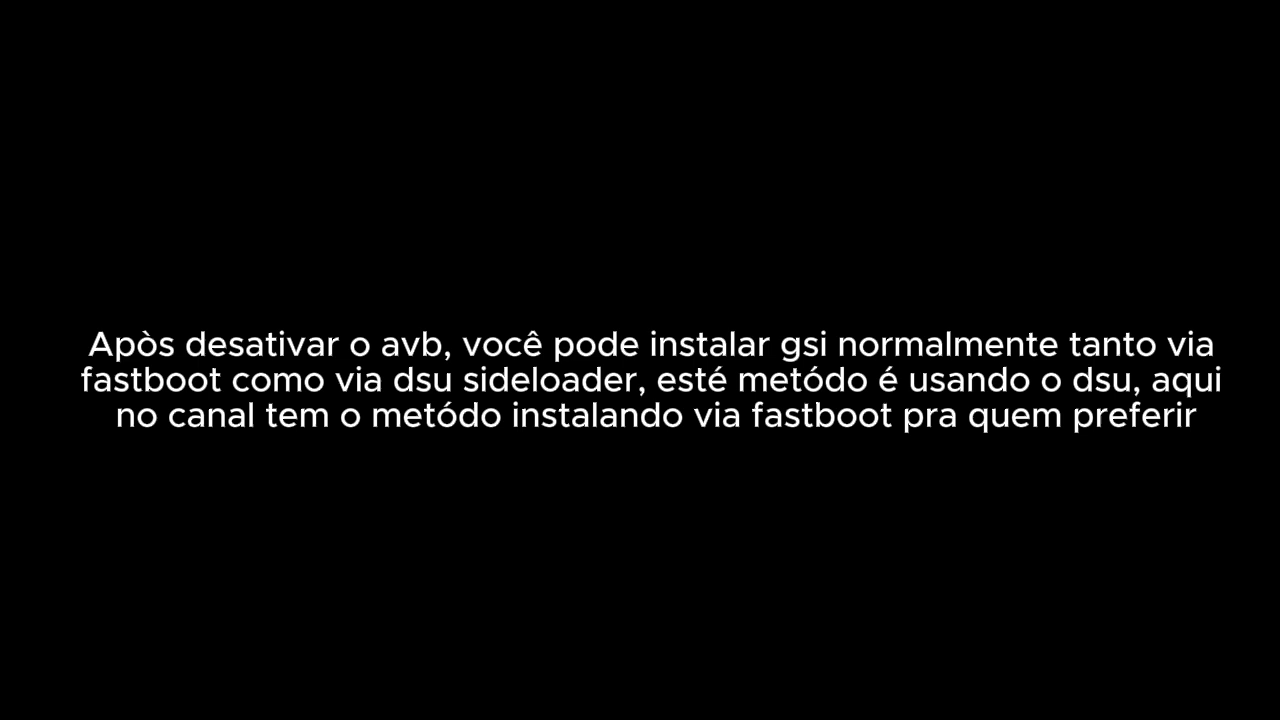 Apòs desativar o avb, você pode instalar gsi normalmente tanto via
fastboot como via dsu sideloader, esté metódo é usando o dsu, aqui
no canal tem o metódo instalando via fastboot pra quem preferir